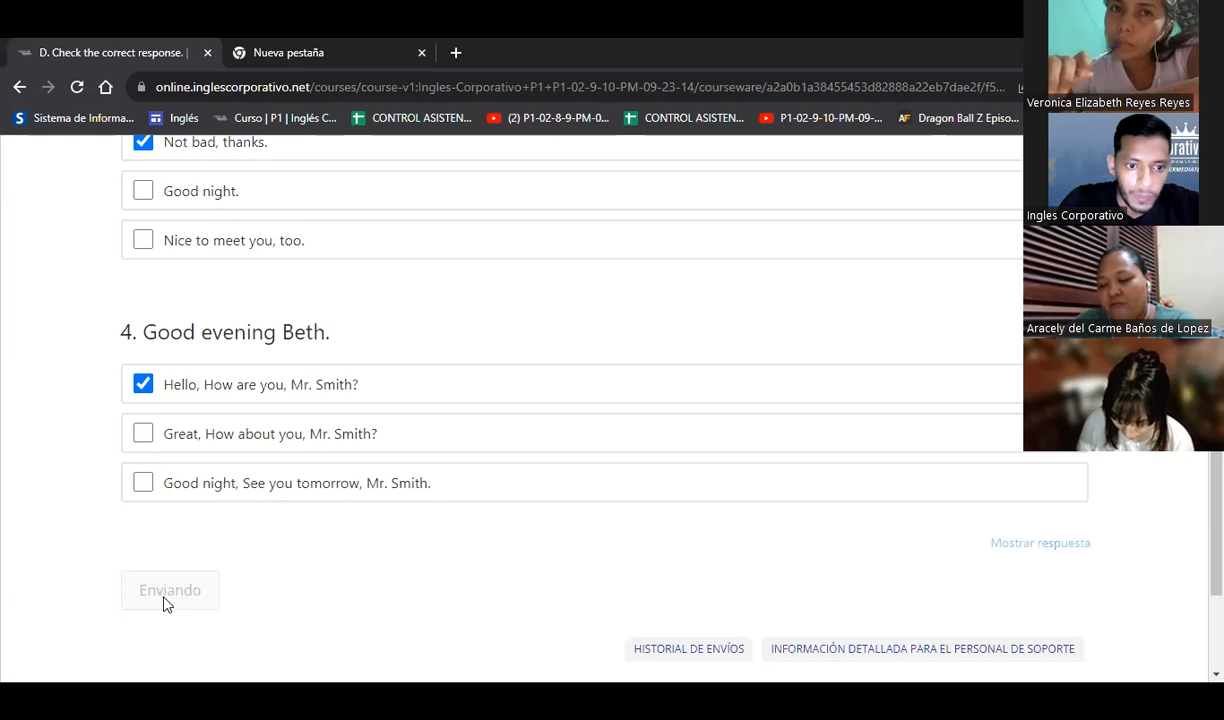 D. Check the correct response. |
Nueva pestaña
online.inglescorporativo.net/courses/course-v1:Ingles-Corporativo+P1+P1-02-9-10-PM-09-23-14/courseware/a2a0b1a38455453d82888a22eb7dae2f/f5...
Sistema de Informa...
Inglés
Curso | P1 | Inglés C...
CONTROL ASISTEN...
(2) P1-02-8-9-PM-0...
CONTROL ASISTEN...
P1-02-9-10-PM-09-...
Dragon Ball Z Episo...
Veronica Elizabeth Reyes Reyes
Not bad, thanks.
Good night.
Nice to meet you, too.
Ingles Corporativo
4. Good evening Beth.
Aracely del Carme Baños de Lopez
Hello, How are you, Mr. Smith?
Great, How about you, Mr. Smith?
Good night, See you tomorrow, Mr. Smith.
Mostrar respuesta
Enviando
HISTORIAL DE ENVÍOS
INFORMACIÓN DETALLADA PARA EL PERSONAL DE SOPORTE